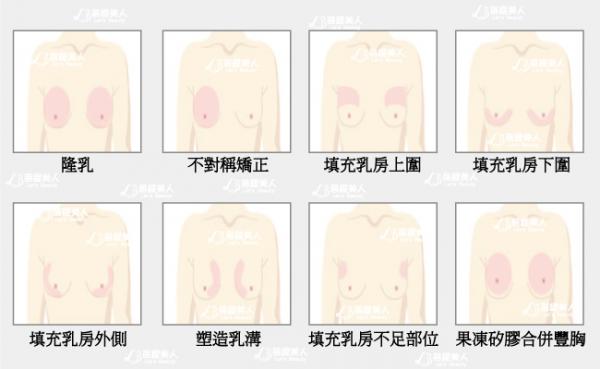 隆乳
不對稱矯正
填充乳房上圍
填充乳房下圍
填充乳房外側
塑造乳溝
填充乳房不足部位
果凍矽膠合併豐胸